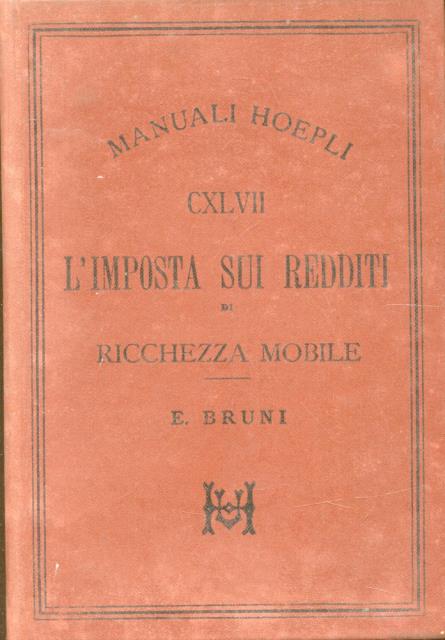 MANUALI HOEPLI
CXLVII
L'IMPOSTA SUI REDDITI
DI
RICCHEZZA MOBILE
E. BRUNI